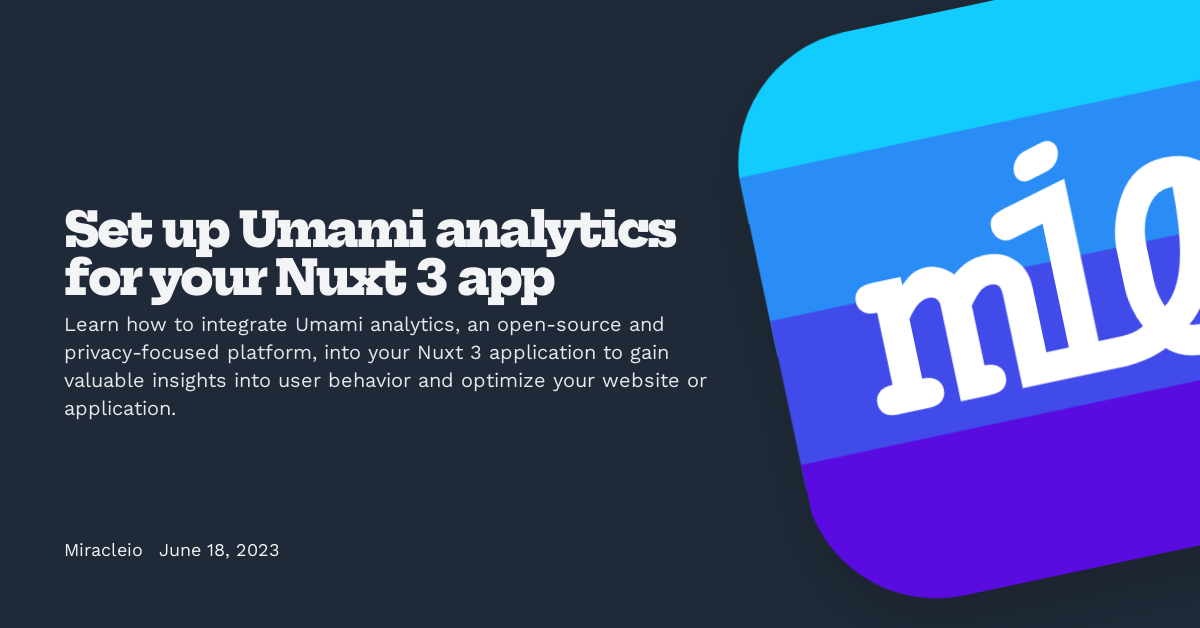 Set up Umami analytics
for your Nuxt 3 app
Learn how to integrate Umami analytics, an open-source and
privacy-focused platform, into your Nuxt 3 application to gain
valuable insights into user behavior and optimize your website or
application.
Miracleio June 18, 2023